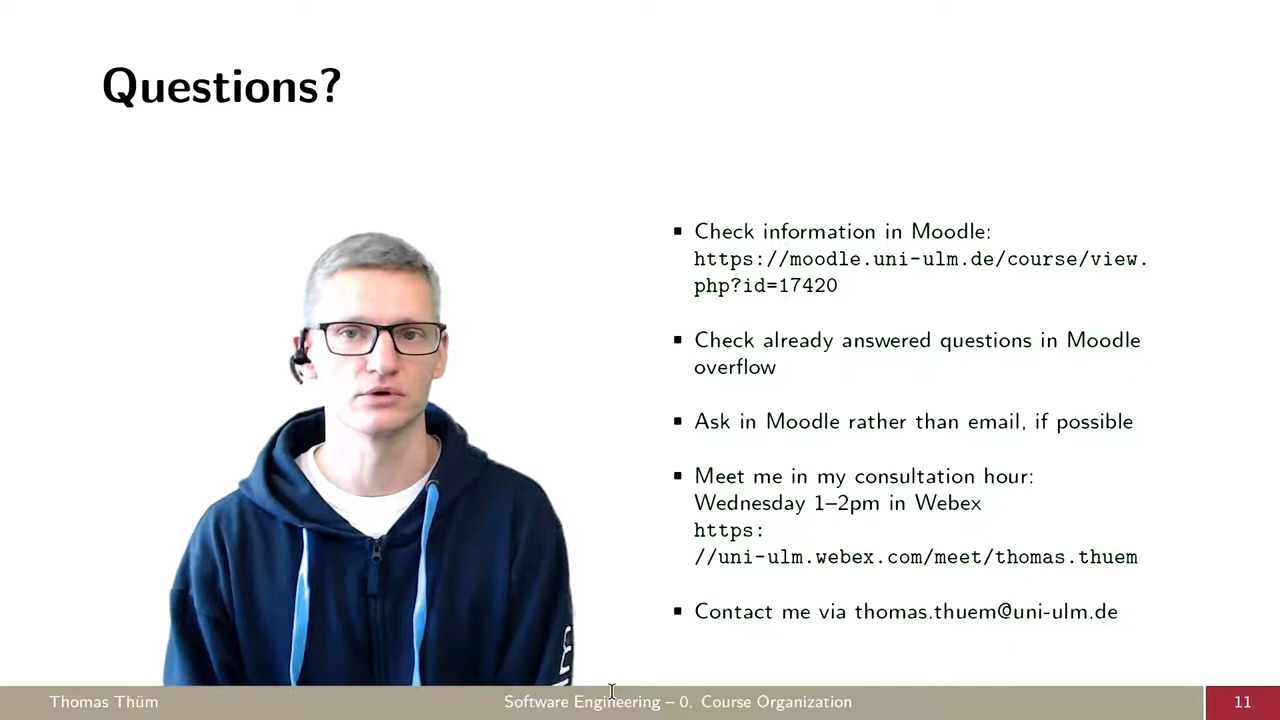 Questions?
Check information in Moodle:
https://moodle.uni-ulm.de/course/view.
php?id=17420
Check already answered questions in Moodle
overflow
Ask in Moodle rather than email, if possible
Meet me in my consultation hour:
Wednesday 1–2pm in Webex
https:
//uni-ulm.webex.com/meet/thomas.thuem
Contact me via thomas.thuem@uni-ulm.de
Thomas Thüm
Software Engineering – 0. Course Organization
11